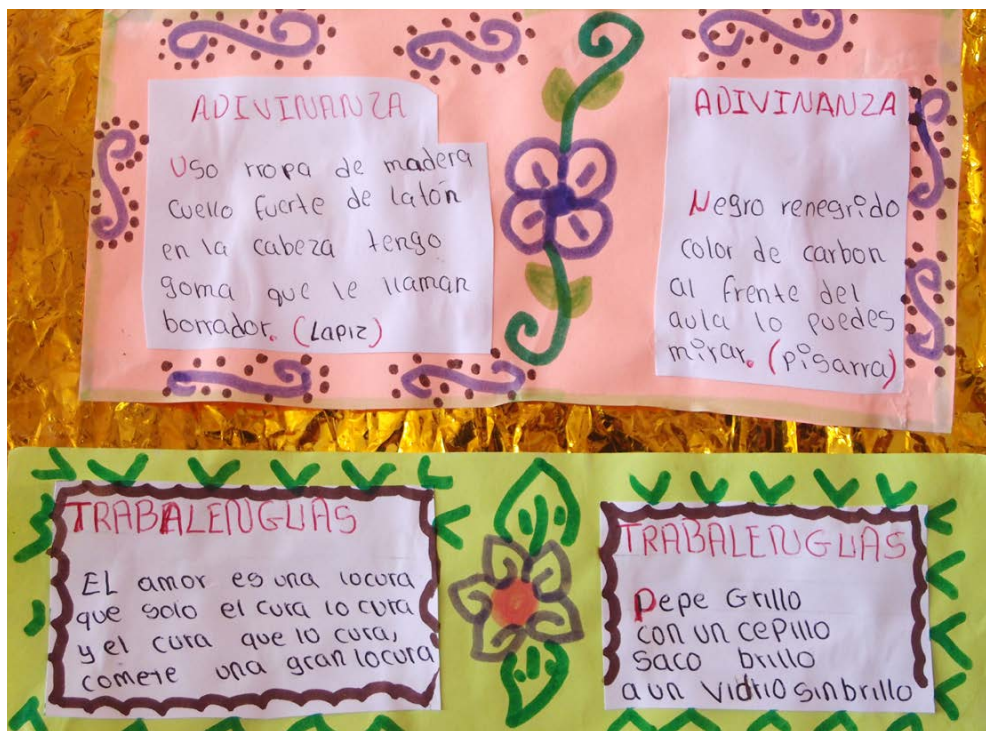 ADIVINANZA
Uso rropa de madera
cuello fuerte de latón
en la cabeza tengo
goma que le llaman
borrador. (Lapiz)
ADIVINANZA
Negro renegrido
color de carbon
al frente del
aula lo puedes
mirar. (pisarra)
TRABALENGUAS
EL amor es una locura
que solo el cura lo cura
y el cura que lo cura,
comete una gran locura
TRABALENGUAS
Pepe Grillo
con un cepillo
saco brillo
a un vidrio sin brillo